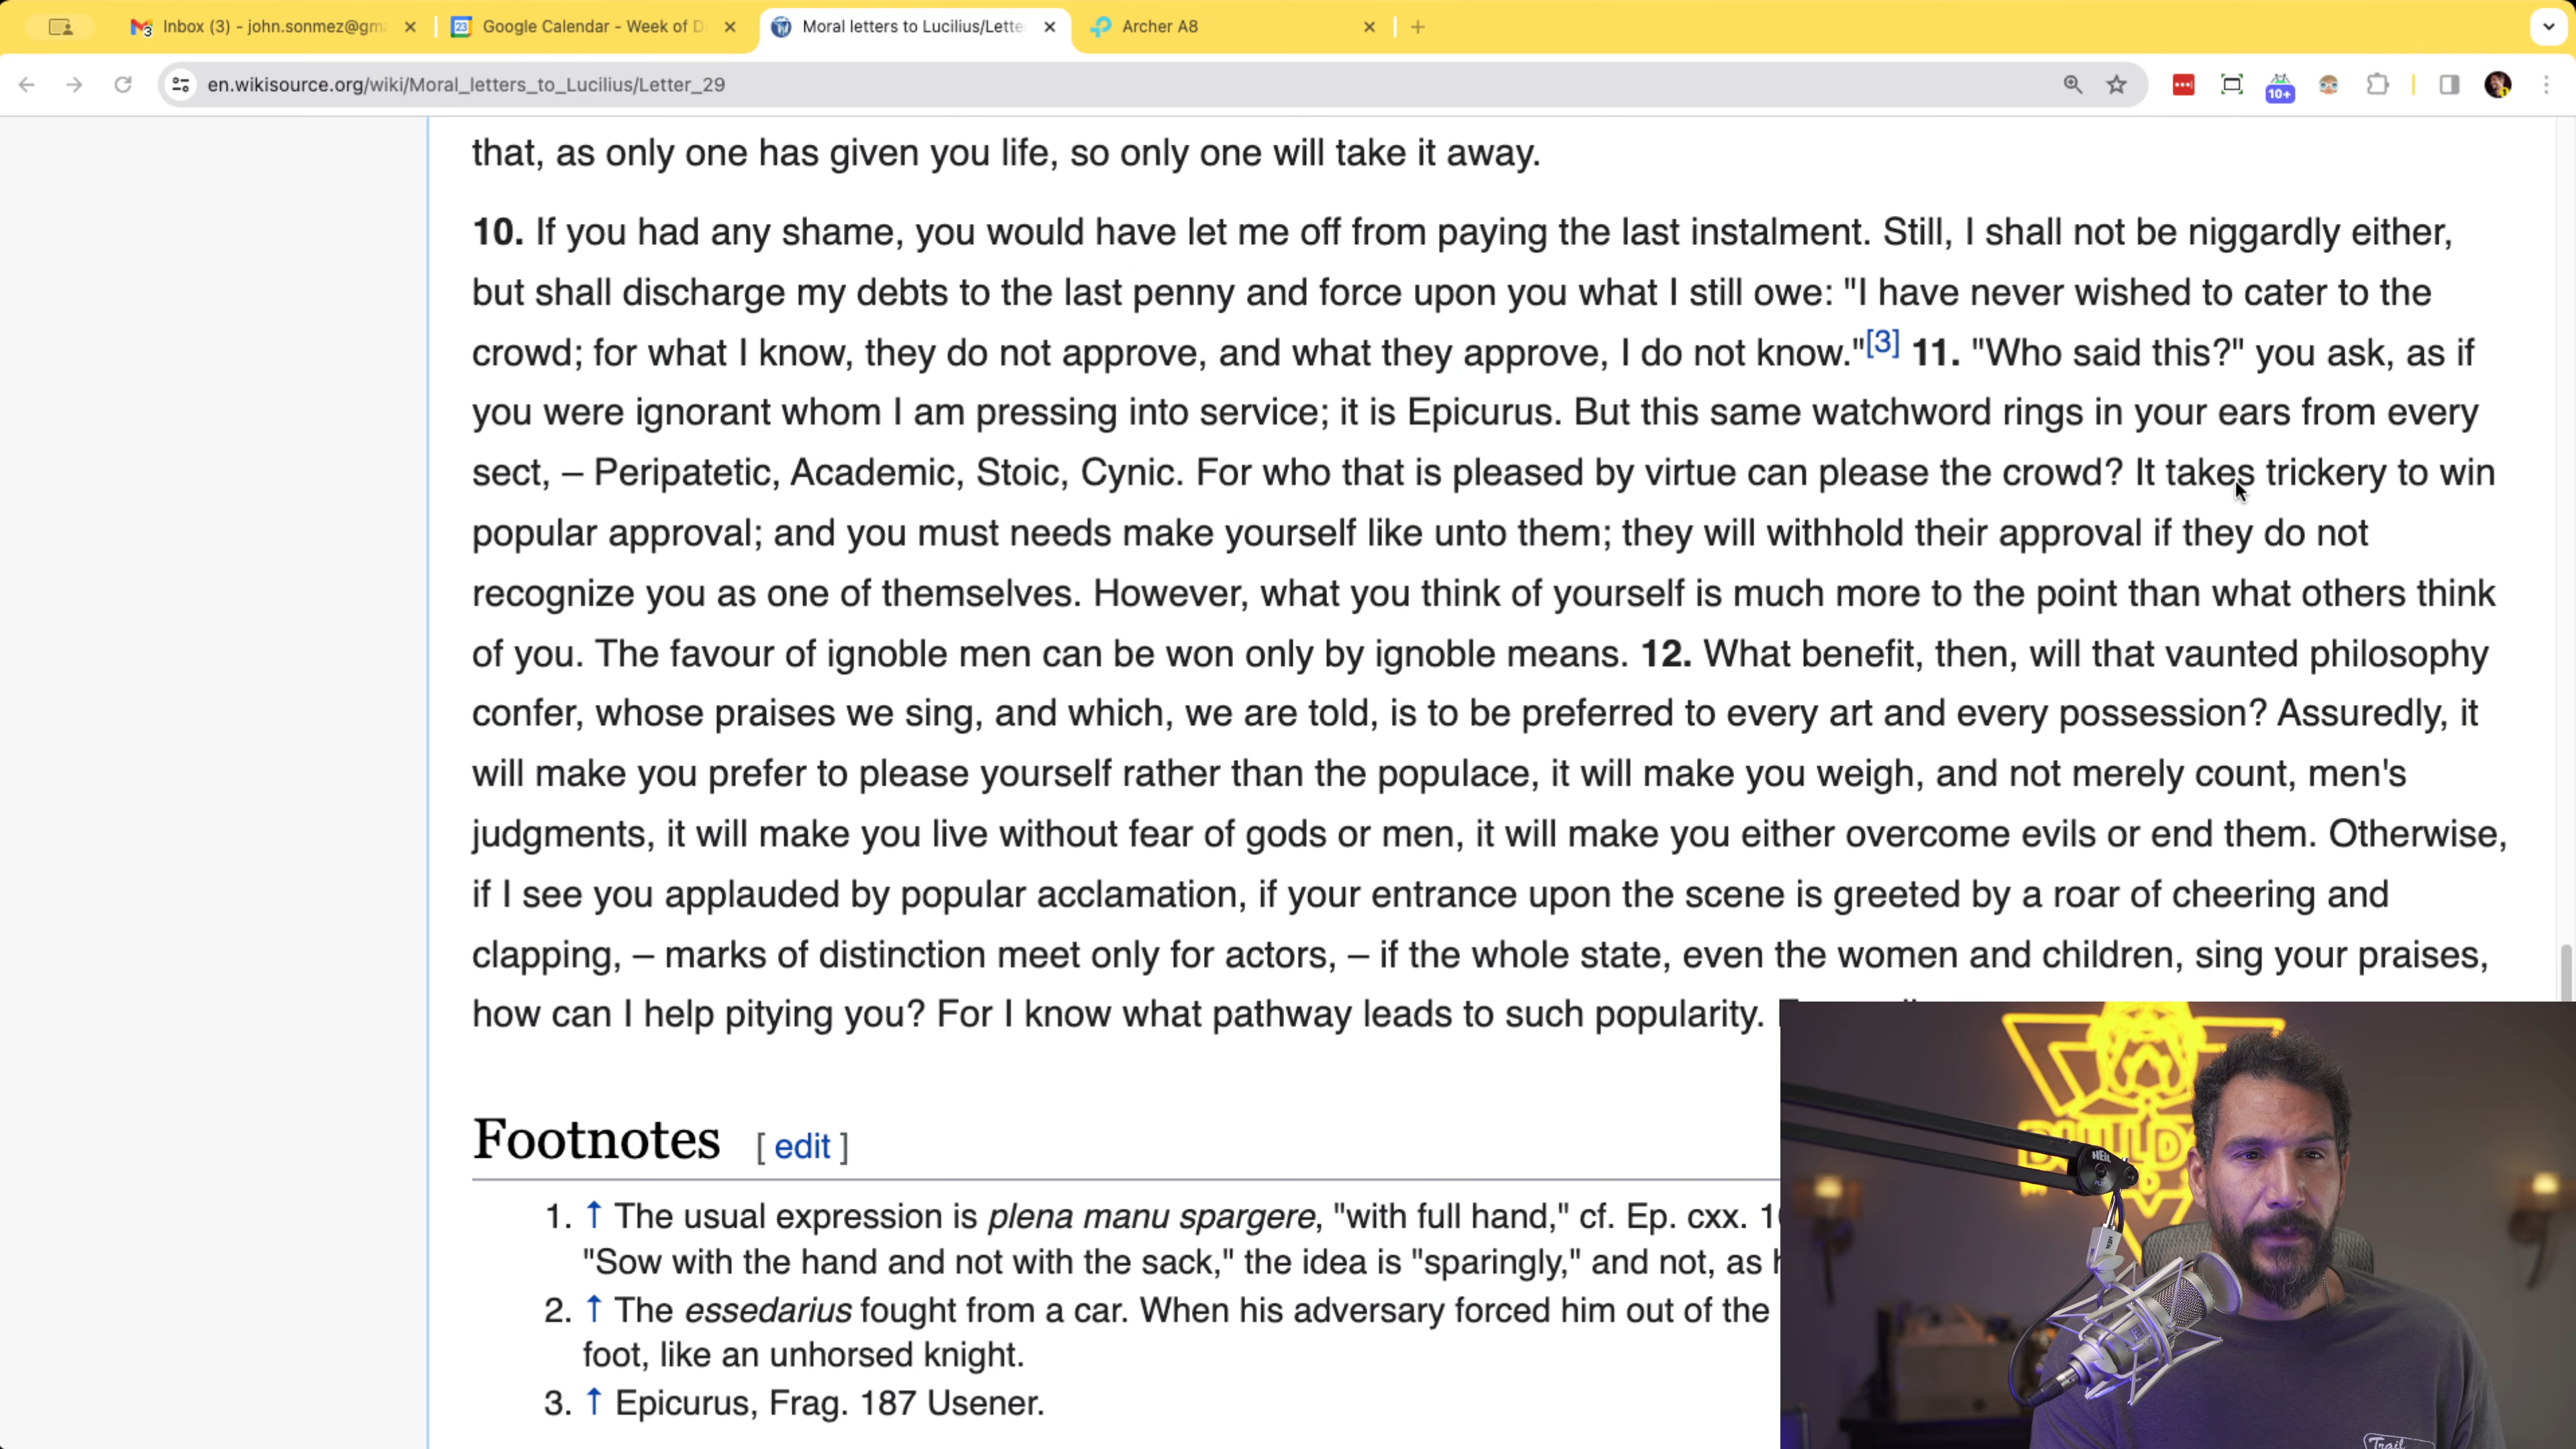 Inbox (3) - john.sonmez@gm
Google Calendar - Week of D
Moral letters to Lucilius/Lette
Archer A8
en.wikisource.org/wiki/Moral_letters_to_Lucilius/Letter_29
10+
that, as only one has given you life, so only one will take it away.
10. If you had any shame, you would have let me off from paying the last instalment. Still, I shall not be niggardly either,
but shall discharge my debts to the last penny and force upon you what I still owe: "I have never wished to cater to the
crowd; for what I know, they do not approve, and what they approve, I do not know."[3] 11. "Who said this?" you ask, as if
you were ignorant whom I am pressing into service; it is Epicurus. But this same watchword rings in your ears from every
sect, – Peripatetic, Academic, Stoic, Cynic. For who that is pleased by virtue can please the crowd? It takes trickery to win
popular approval; and you must needs make yourself like unto them; they will withhold their approval if they do not
recognize you as one of themselves. However, what you think of yourself is much more to the point than what others think
of you. The favour of ignoble men can be won only by ignoble means. 12. What benefit, then, will that vaunted philosophy
confer, whose praises we sing, and which, we are told, is to be preferred to every art and every possession? Assuredly, it
will make you prefer to please yourself rather than the populace, it will make you weigh, and not merely count, men's
judgments, it will make you live without fear of gods or men, it will make you either overcome evils or end them. Otherwise,
if I see you applauded by popular acclamation, if your entrance upon the scene is greeted by a roar of cheering and
clapping, – marks of distinction meet only for actors, – if the whole state, even the women and children, sing your praises,
how can I help pitying you? For I know what pathway leads to such popularity.
Footnotes [ edit ]
1. ↑ The usual expression is plena manu spargere, "with full hand," cf. Ep. cxx.
"Sow with the hand and not with the sack," the idea is "sparingly," and not, as
2. ↑ The essedarius fought from a car. When his adversary forced him out of the
foot, like an unhorsed knight.
3. ↑ Epicurus, Frag. 187 Usener.
HEIL
Trail